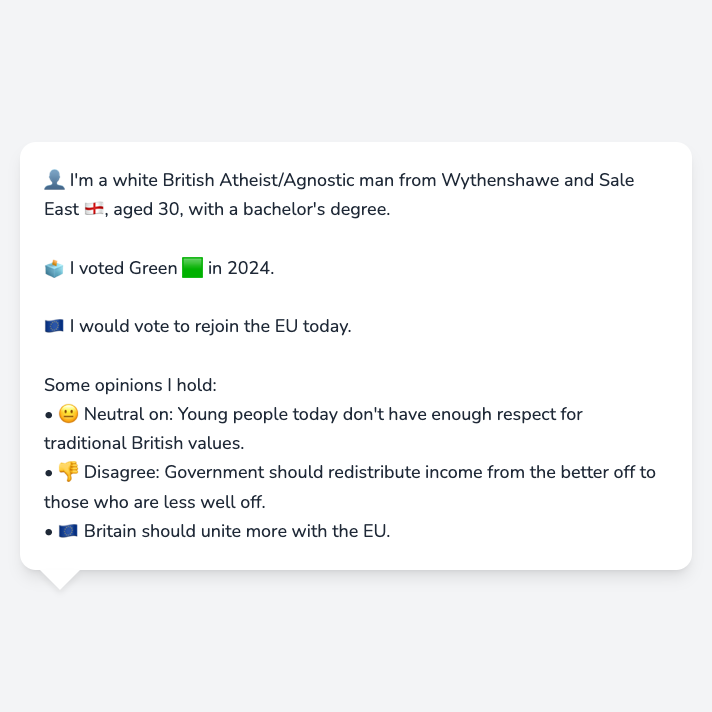 👤 I'm a white British Atheist/Agnostic man from Wythenshawe and Sale
East 🏴󠁧󠁢󠁥󠁮󠁧󠁿, aged 30, with a bachelor's degree.
🗳️ I voted Green 🟩 in 2024.
🇪🇺 I would vote to rejoin the EU today.
Some opinions I hold:
• 😐 Neutral on: Young people today don't have enough respect for
traditional British values.
• 👎 Disagree: Government should redistribute income from the better off to
those who are less well off.
• 🇪🇺 Britain should unite more with the EU.